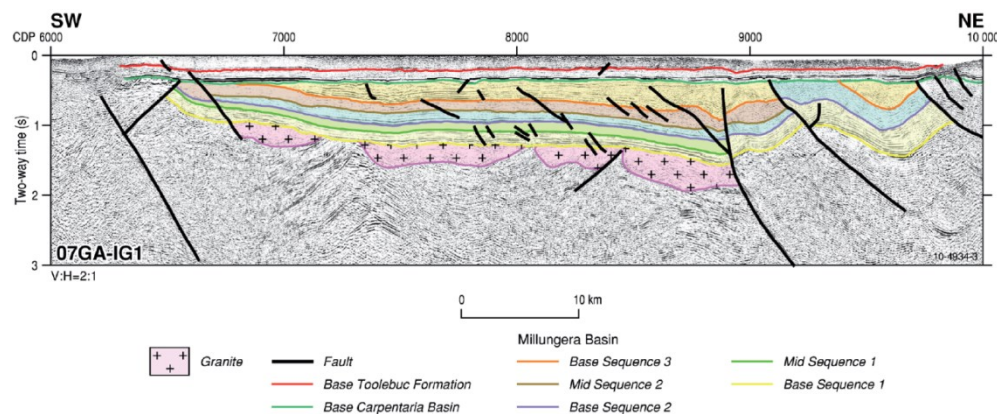 SW NE
CDP 6000 7000 8000 9000 10 000
0
1
2
3
Two-way time (s)
07GA-IG1
10-4934-3
V:H=2:1
0 10 km
Millungera Basin
Granite Fault Base Sequence 3 Mid Sequence 1
Base Toolebuc Formation Mid Sequence 2 Base Sequence 1
Base Carpentaria Basin Base Sequence 2